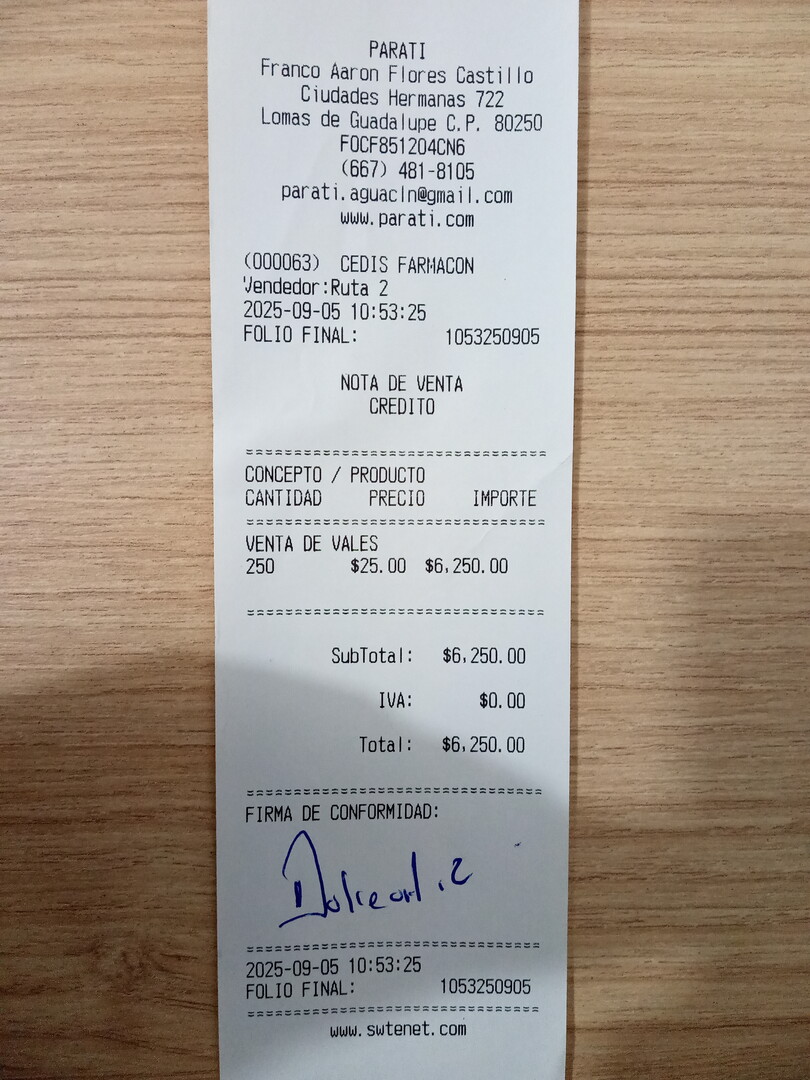 PARATI
Franco Aaron Flores Castillo
Ciudades Hermanas 722
Lomas de Guadalupe C.P. 80250
FOCF851204CN6
(667) 481-8105
parati.aguacln@gmail.com
www.parati.com
(000063) CEDIS FARMACON
Vendedor:Ruta 2
2025-09-05 10:53:25
FOLIO FINAL: 1053250905
NOTA DE VENTA
CREDITO
CONCEPTO / PRODUCTO
CANTIDAD PRECIO IMPORTE
VENTA DE VALES
250 $25.00 $6,250.00
SubTotal: $6,250.00
IVA: $0.00
Total: $6,250.00
FIRMA DE CONFORMIDAD:
2025-09-05 10:53:25
FOLIO FINAL: 1053250905
www.swtenet.com